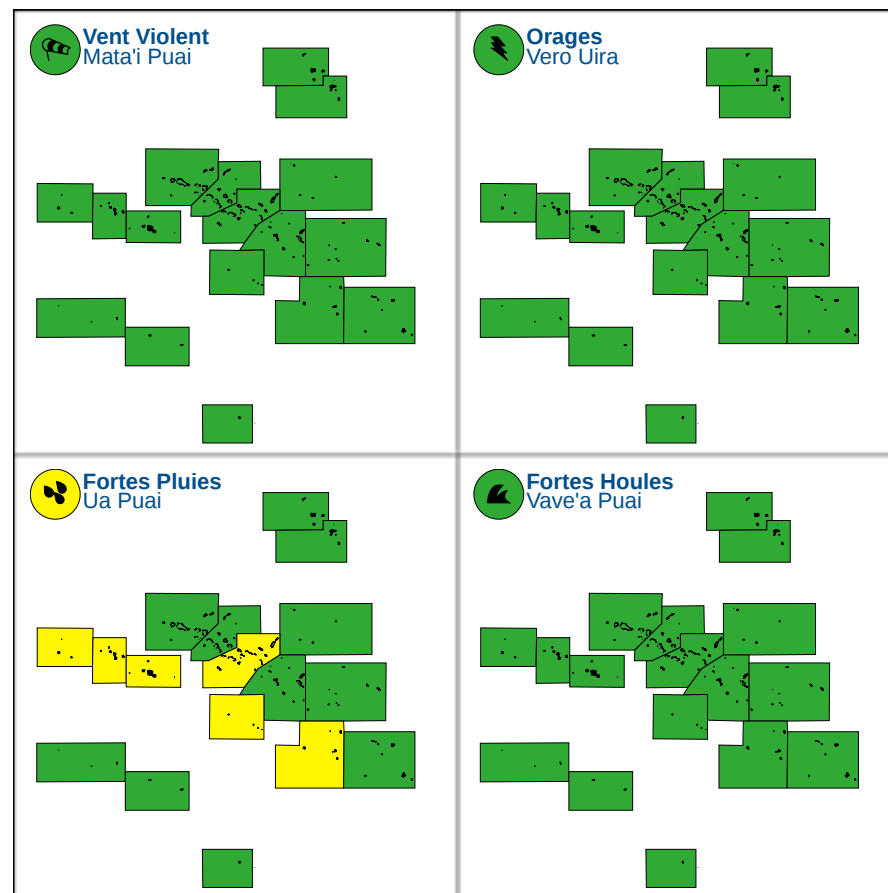 Vent Violent
Mata'i Puai
Orages
Vero Uira
Fortes Pluies
Ua Puai
Fortes Houles
Vave'a Puai